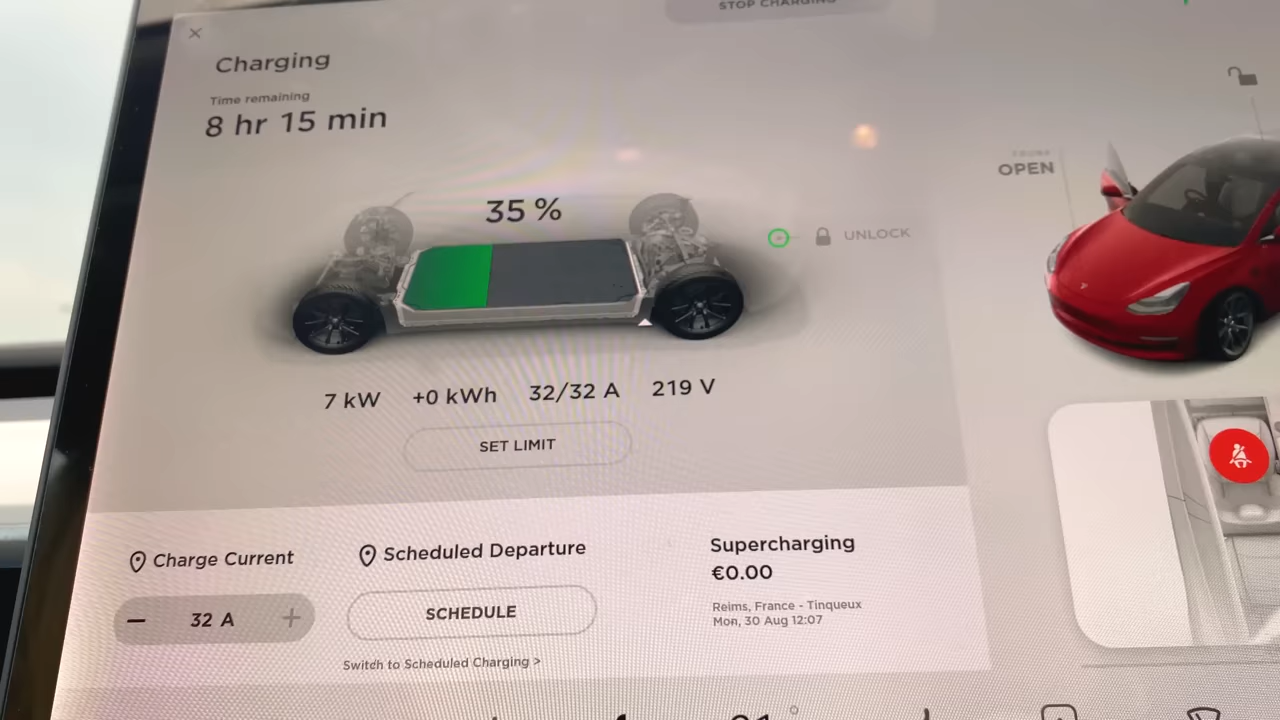 STOP CHARGING
Charging
Time remaining
8 hr 15 min
35 %
UNLOCK
OPEN
7 kW +0 kWh 32/32 A 219 V
SET LIMIT
Charge Current
Scheduled Departure
Supercharging
€0.00
32 A
SCHEDULE
Reims, France - Tinqueux
Mon, 30 Aug 12:07
Switch to Scheduled Charging >